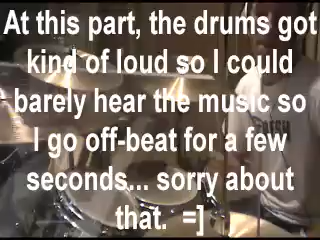 At this part, the drums got
kind of loud so I could
barely hear the music so
I go off-beat for a few
seconds... sorry about
that.  =]